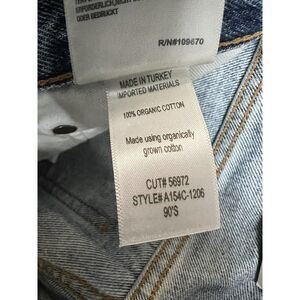 ERFORDERLICH, NICHT
ODER BEDRUCKT
R/N#109670
MADE IN TURKEY
IMPORTED MATERIALS
100% ORGANIC COTTON
Made using organically
grown cotton
CUT# 56972
STYLE# A154C-1206
90'S